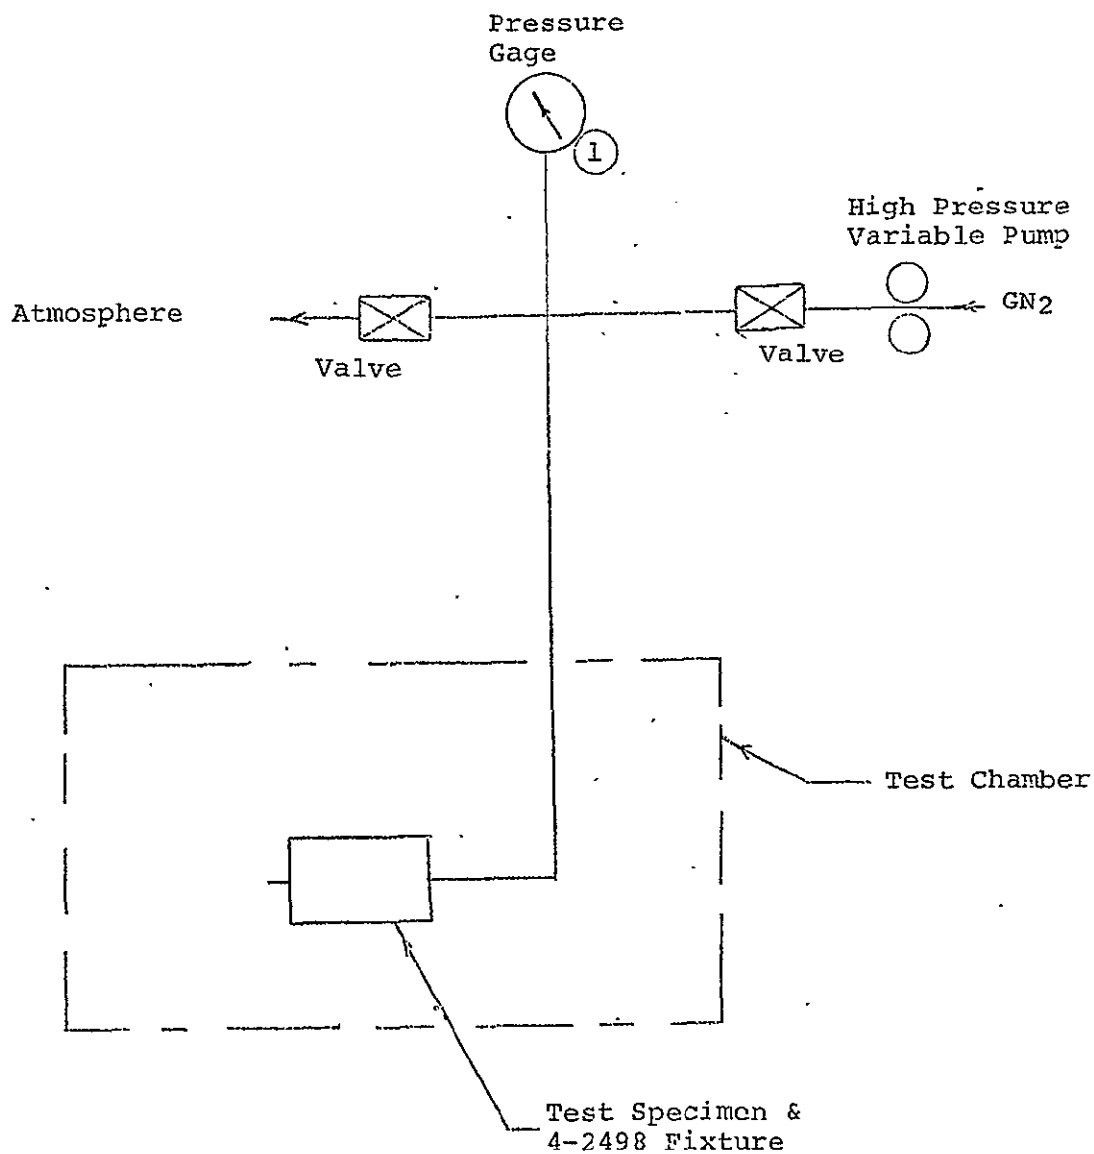 Pressure
Gage
1
High Pressure
Variable Pump
Atmosphere
GN2
Valve
Valve
Test Chamber
Test Specimen &
4-2498 Fixture